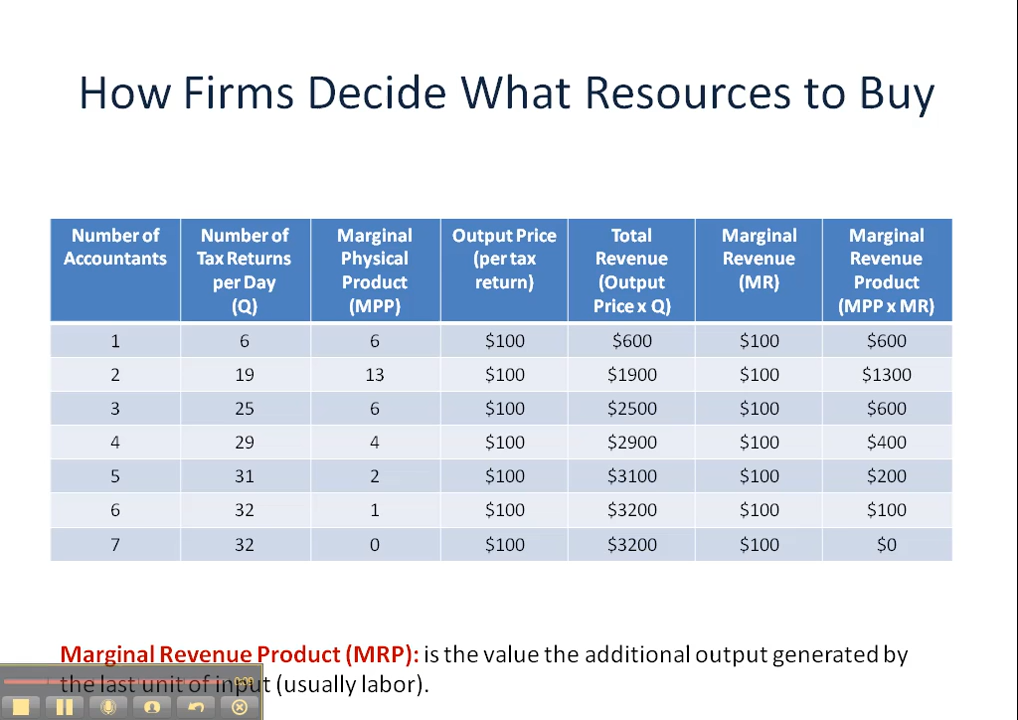 How Firms Decide What Resources to Buy
Number of Accountants | Number of Tax Returns per Day (Q) | Marginal Physical Product (MPP) | Output Price (per tax return) | Total Revenue (Output Price x Q) | Marginal Revenue (MR) | Marginal Revenue Product (MPP x MR)
1 | 6 | 6 | $100 | $600 | $100 | $600
2 | 19 | 13 | $100 | $1900 | $100 | $1300
3 | 25 | 6 | $100 | $2500 | $100 | $600
4 | 29 | 4 | $100 | $2900 | $100 | $400
5 | 31 | 2 | $100 | $3100 | $100 | $200
6 | 32 | 1 | $100 | $3200 | $100 | $100
7 | 32 | 0 | $100 | $3200 | $100 | $0
Marginal Revenue Product (MRP): is the value the additional output generated by
the last unit of input (usually labor).